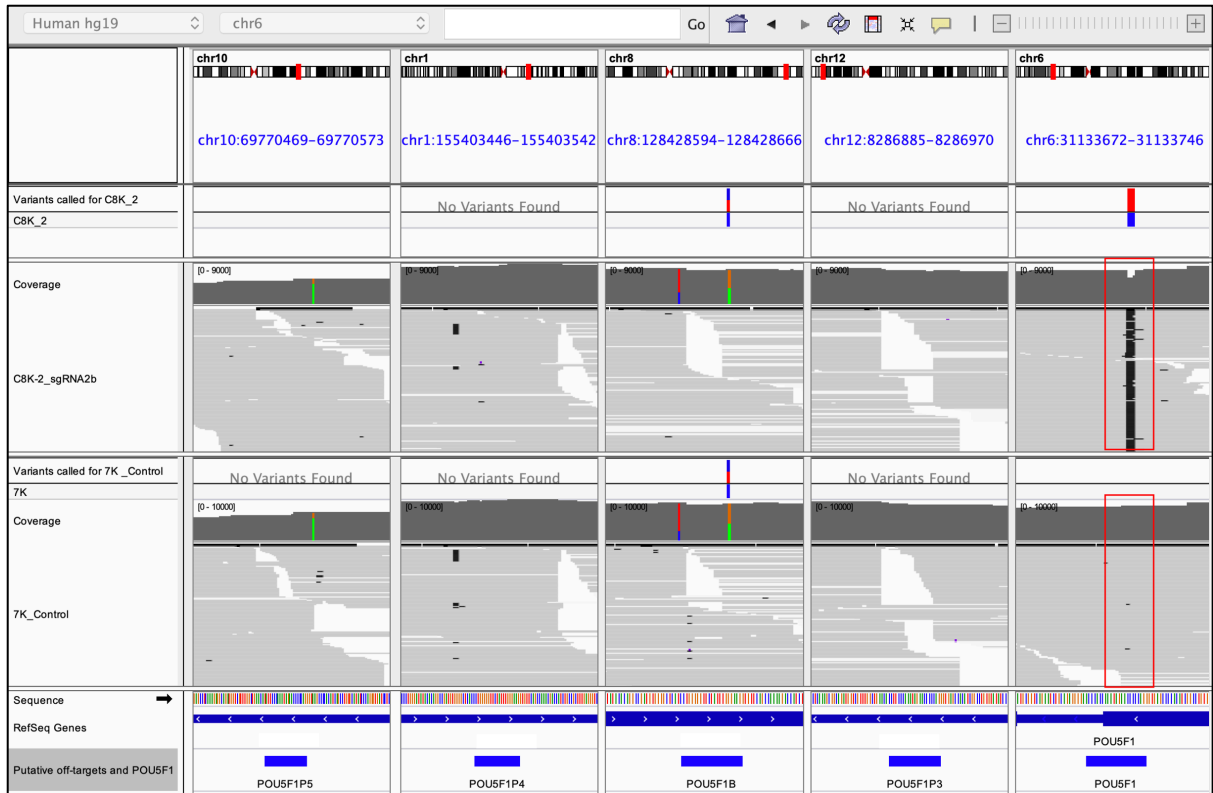 Human hg19 chr6 Go
chr10 chr1 chr8 chr12 chr6
chr10:69770469-69770573 chr1:155403446-155403542 chr8:128428594-128428666 chr12:8286885-8286970 chr6:31133672-31133746
Variants called for C8K_2
No Variants Found No Variants Found
C8K_2
[0 - 9000] [0 - 9000] [0 - 9000] [0 - 9000] [0 - 9000]
Coverage
C8K-2_sgRNA2b
Variants called for 7K _Control
No Variants Found No Variants Found No Variants Found
7K
[0 - 10000] [0 - 10000] [0 - 10000] [0 - 10000] [0 - 10000]
Coverage
7K_Control
Sequence
RefSeq Genes
POU5F1
Putative off-targets and POU5F1
POU5F1P5 POU5F1P4 POU5F1B POU5F1P3 POU5F1